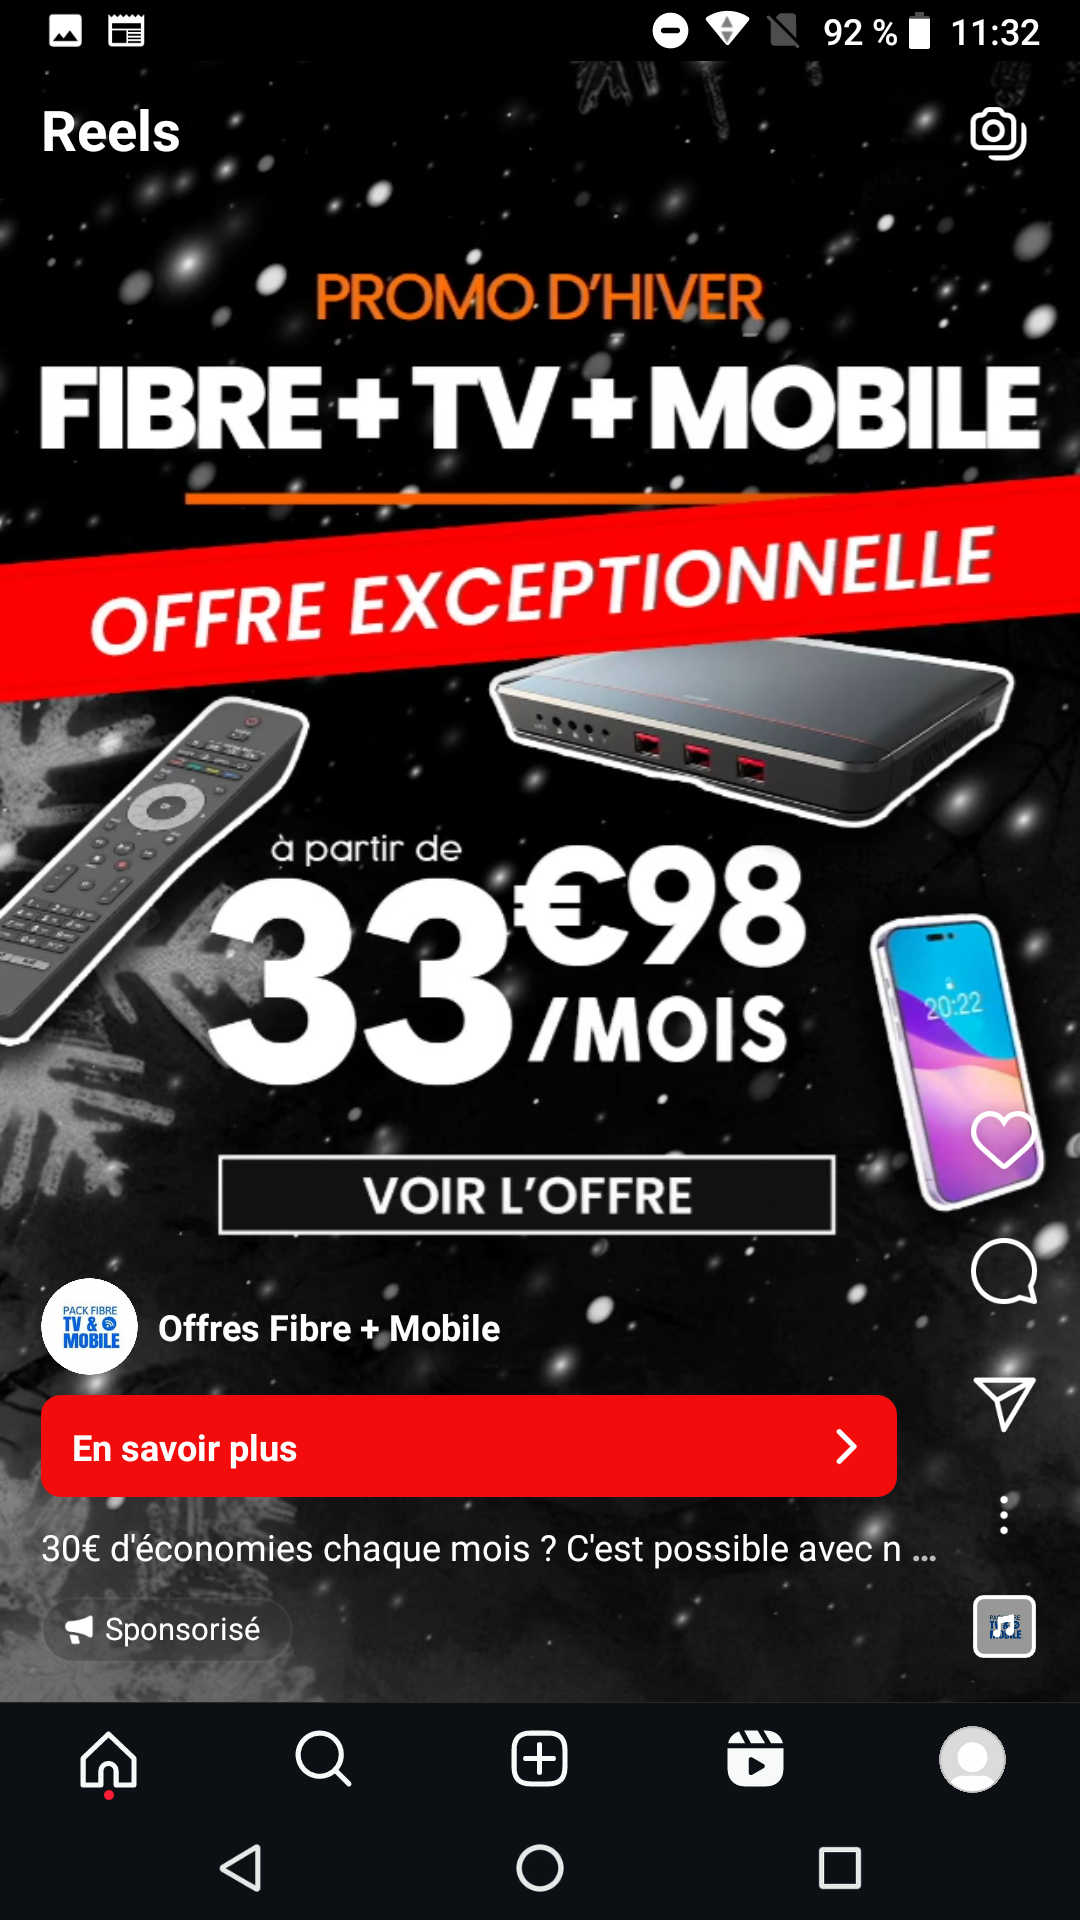 92 % 11:32
Reels
PROMO D'HIVER
FIBRE + TV + MOBILE
OFFRE EXCEPTIONNELLE
à partir de
33€98
/MOIS
20:22
VOIR L'OFFRE
PACK FIBRE
TV &
MOBILE
Offres Fibre + Mobile
En savoir plus
30€ d'économies chaque mois ? C'est possible avec n ...
Sponsorisé